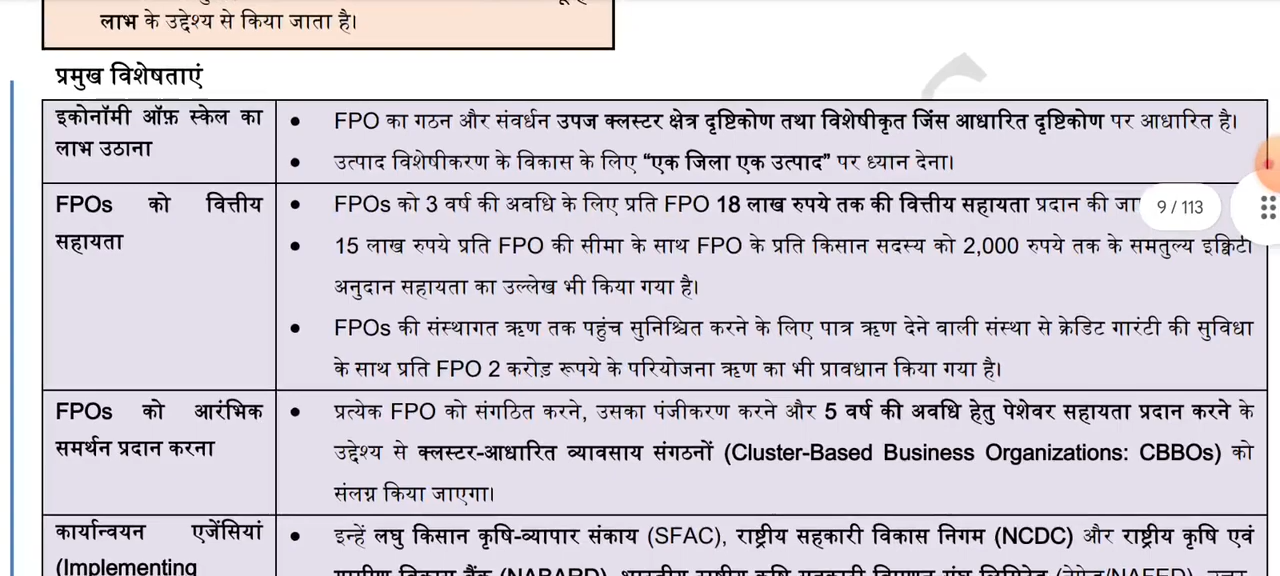 लाभ के उद्देश्य से किया जाता है।
प्रमुख विशेषताएं
इकोनॉमी ऑफ़ स्केल का
लाभ उठाना
• FPO का गठन और संवर्धन उपज क्लस्टर क्षेत्र दृष्टिकोण तथा विशेषीकृत जिंस आधारित दृष्टिकोण पर आधारित है।
• उत्पाद विशेषीकरण के विकास के लिए “एक जिला एक उत्पाद” पर ध्यान देना।
FPOs को वित्तीय
सहायता
• FPOs को 3 वर्ष की अवधि के लिए प्रति FPO 18 लाख रुपये तक की वित्तीय सहायता प्रदान की
9 / 113
• 15 लाख रुपये प्रति FPO की सीमा के साथ FPO के प्रति किसान सदस्य को 2,000 रुपये तक के समतुल्य इक्विटी
अनुदान सहायता का उल्लेख भी किया गया है।
• FPOs की संस्थागत ऋण तक पहुंच सुनिश्चित करने के लिए पात्र ऋण देने वाली संस्था से क्रेडिट गारंटी की सुविधा
के साथ प्रति FPO 2 करोड़ रूपये के परियोजना ऋण का भी प्रावधान किया गया है।
FPOs को आरंभिक
समर्थन प्रदान करना
• प्रत्येक FPO को संगठित करने, उसका पंजीकरण करने और 5 वर्ष की अवधि हेतु पेशेवर सहायता प्रदान करने के
उद्देश्य से क्लस्टर-आधारित व्यावसाय संगठनों (Cluster-Based Business Organizations: CBBOs) को
संलग्न किया जाएगा।
कार्यान्वयन एजेंसियां
(Implementing
• इन्हें लघु किसान कृषि-व्यापार संकाय (SFAC), राष्ट्रीय सहकारी विकास निगम (NCDC) और राष्ट्रीय कृषि एवं